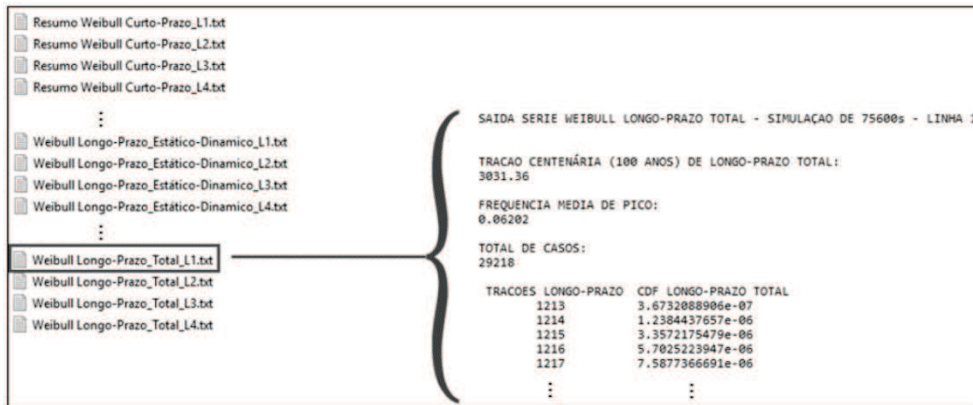 Resumo Weibull Curto-Prazo_L1.txt
Resumo Weibull Curto-Prazo_L2.txt
Resumo Weibull Curto-Prazo_L3.txt
Resumo Weibull Curto-Prazo_L4.txt
⋮
Weibull Longo-Prazo_Estático-Dinamico_L1.txt
Weibull Longo-Prazo_Estático-Dinamico_L2.txt
Weibull Longo-Prazo_Estático-Dinamico_L3.txt
Weibull Longo-Prazo_Estático-Dinamico_L4.txt
⋮
Weibull Longo-Prazo_Total_L1.txt
Weibull Longo-Prazo_Total_L2.txt
Weibull Longo-Prazo_Total_L3.txt
Weibull Longo-Prazo_Total_L4.txt
SAIDA SERIE WEIBULL LONGO-PRAZO TOTAL - SIMULAÇAO DE 75600s - LINHA
TRACAO CENTENÁRIA (100 ANOS) DE LONGO-PRAZO TOTAL:
3031.36
FREQUENCIA MEDIA DE PICO:
0.06202
TOTAL DE CASOS:
29218
TRACOES LONGO-PRAZO CDF LONGO-PRAZO TOTAL
1213 3.6732088906e-07
1214 1.2384437657e-06
1215 3.3572175479e-06
1216 5.7025223947e-06
1217 7.5877366691e-06
⋮ ⋮